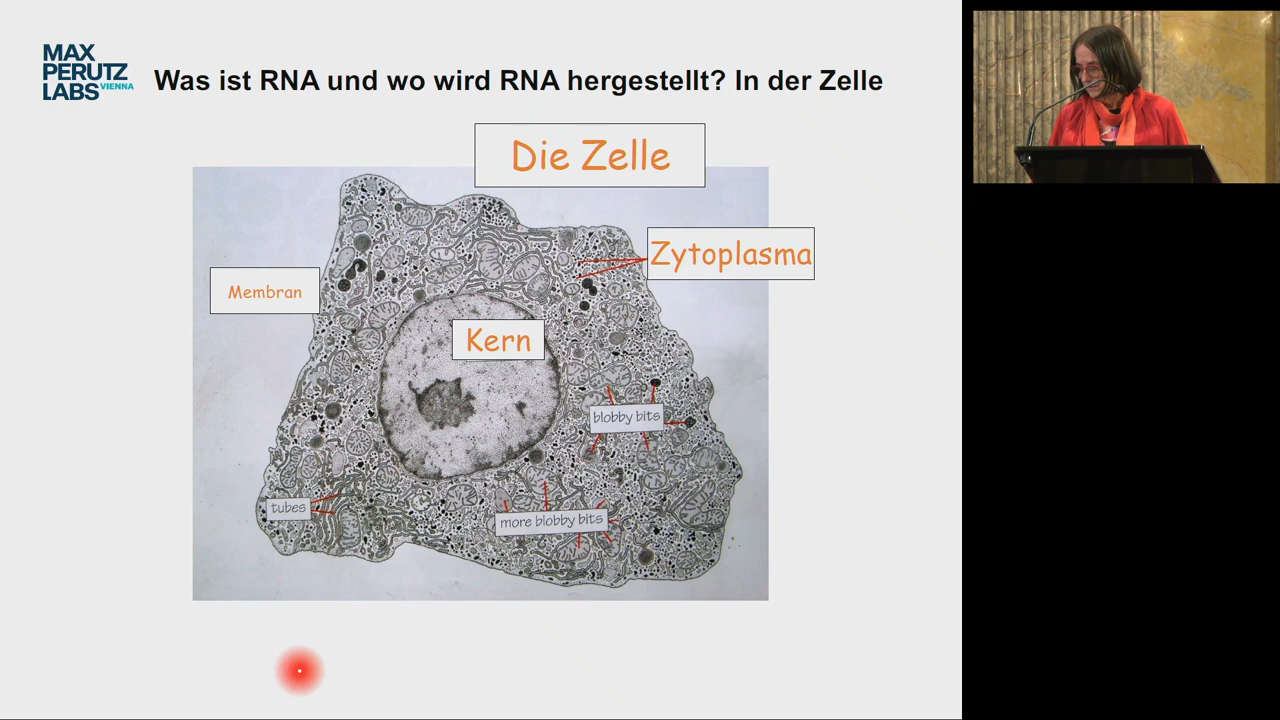 MAX
PERUTZ
LABS VIENNA
Was ist RNA und wo wird RNA hergestellt? In der Zelle
Die Zelle
Zytoplasma
Membran
Kern
blobby bits
tubes
more blobby bits